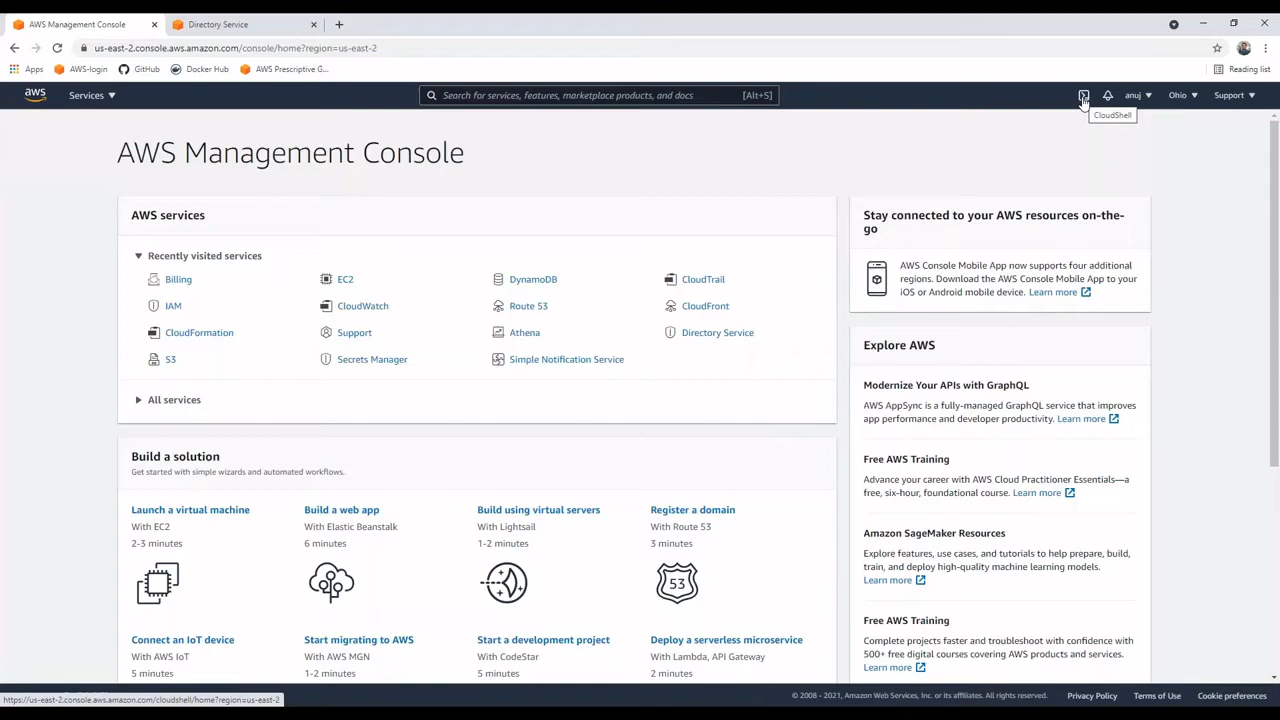 AWS Management Console
Directory Service
us-east-2.console.aws.amazon.com/console/home?region=us-east-2
Apps
AWS-login
GitHub
Docker Hub
AWS Prescriptive G...
Reading list
aws
Services
Search for services, features, marketplace products, and docs
[Alt+S]
anuj
Ohio
Support
CloudShell
AWS Management Console
AWS services
Recently visited services
Billing
EC2
DynamoDB
CloudTrail
IAM
CloudWatch
Route 53
CloudFront
CloudFormation
Support
Athena
Directory Service
S3
Secrets Manager
Simple Notification Service
All services
Stay connected to your AWS resources on-the-
go
AWS Console Mobile App now supports four additional
regions. Download the AWS Console Mobile App to your
iOS or Android mobile device. Learn more
Explore AWS
Modernize Your APIs with GraphQL
AWS AppSync is a fully-managed GraphQL service that improves
app performance and developer productivity. Learn more
Free AWS Training
Advance your career with AWS Cloud Practitioner Essentials—a
free, six-hour, foundational course. Learn more
Amazon SageMaker Resources
Explore features, use cases, and tutorials to help prepare, build,
train, and deploy high-quality machine learning models.
Learn more
Free AWS Training
Complete projects faster and troubleshoot with confidence with
500+ free digital courses covering AWS products and services.
Learn more
Build a solution
Get started with simple wizards and automated workflows.
Launch a virtual machine
With EC2
2-3 minutes
Build a web app
With Elastic Beanstalk
6 minutes
Build using virtual servers
With Lightsail
1-2 minutes
Register a domain
With Route 53
3 minutes
53
Connect an IoT device
With AWS IoT
5 minutes
Start migrating to AWS
With AWS MGN
1-2 minutes
Start a development project
With CodeStar
5 minutes
Deploy a serverless microservice
With Lambda, API Gateway
2 minutes
https://us-east-2.console.aws.amazon.com/cloudshell/home?region=us-east-2
© 2008 - 2021, Amazon Web Services, Inc. or its affiliates. All rights reserved.
Privacy Policy
Terms of Use
Cookie preferences